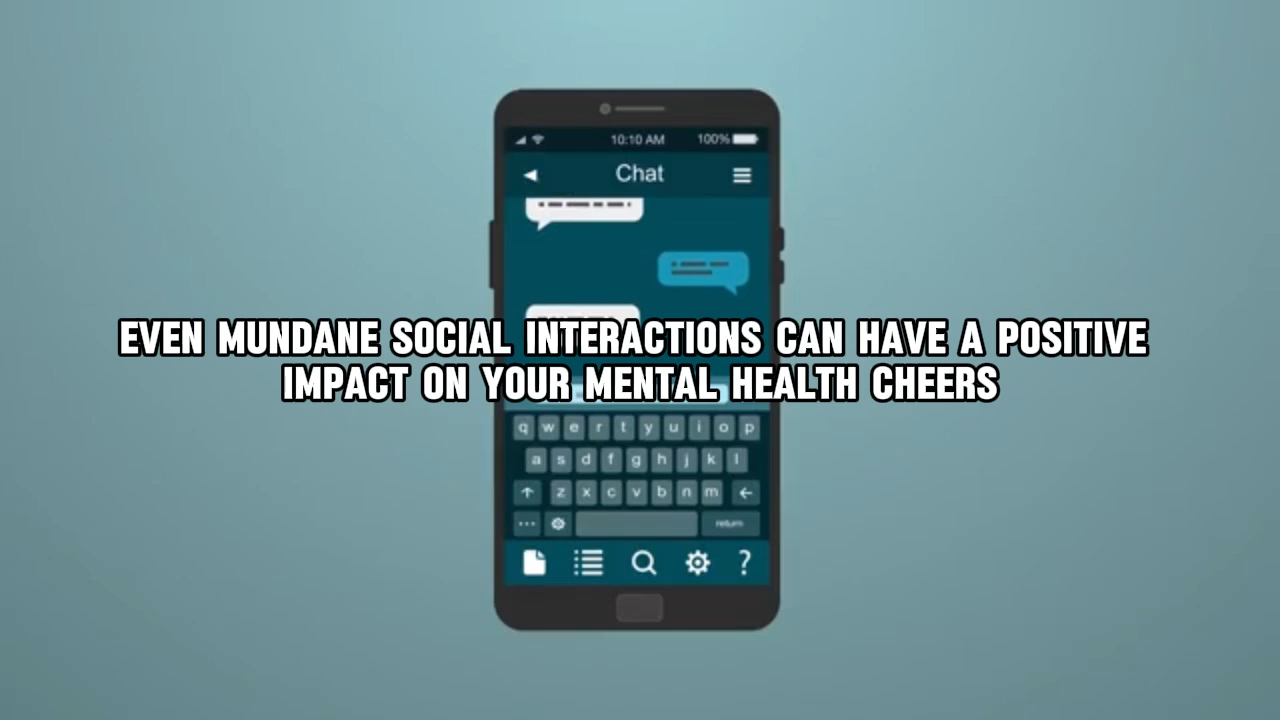 10:10 AM 100%
Chat
EVEN MUNDANE SOCIAL INTERACTIONS CAN HAVE A POSITIVE
IMPACT ON YOUR MENTAL HEALTH CHEERS
q w e r t y u i o p
a s d f g h j k l
z x c v b n m
return
?